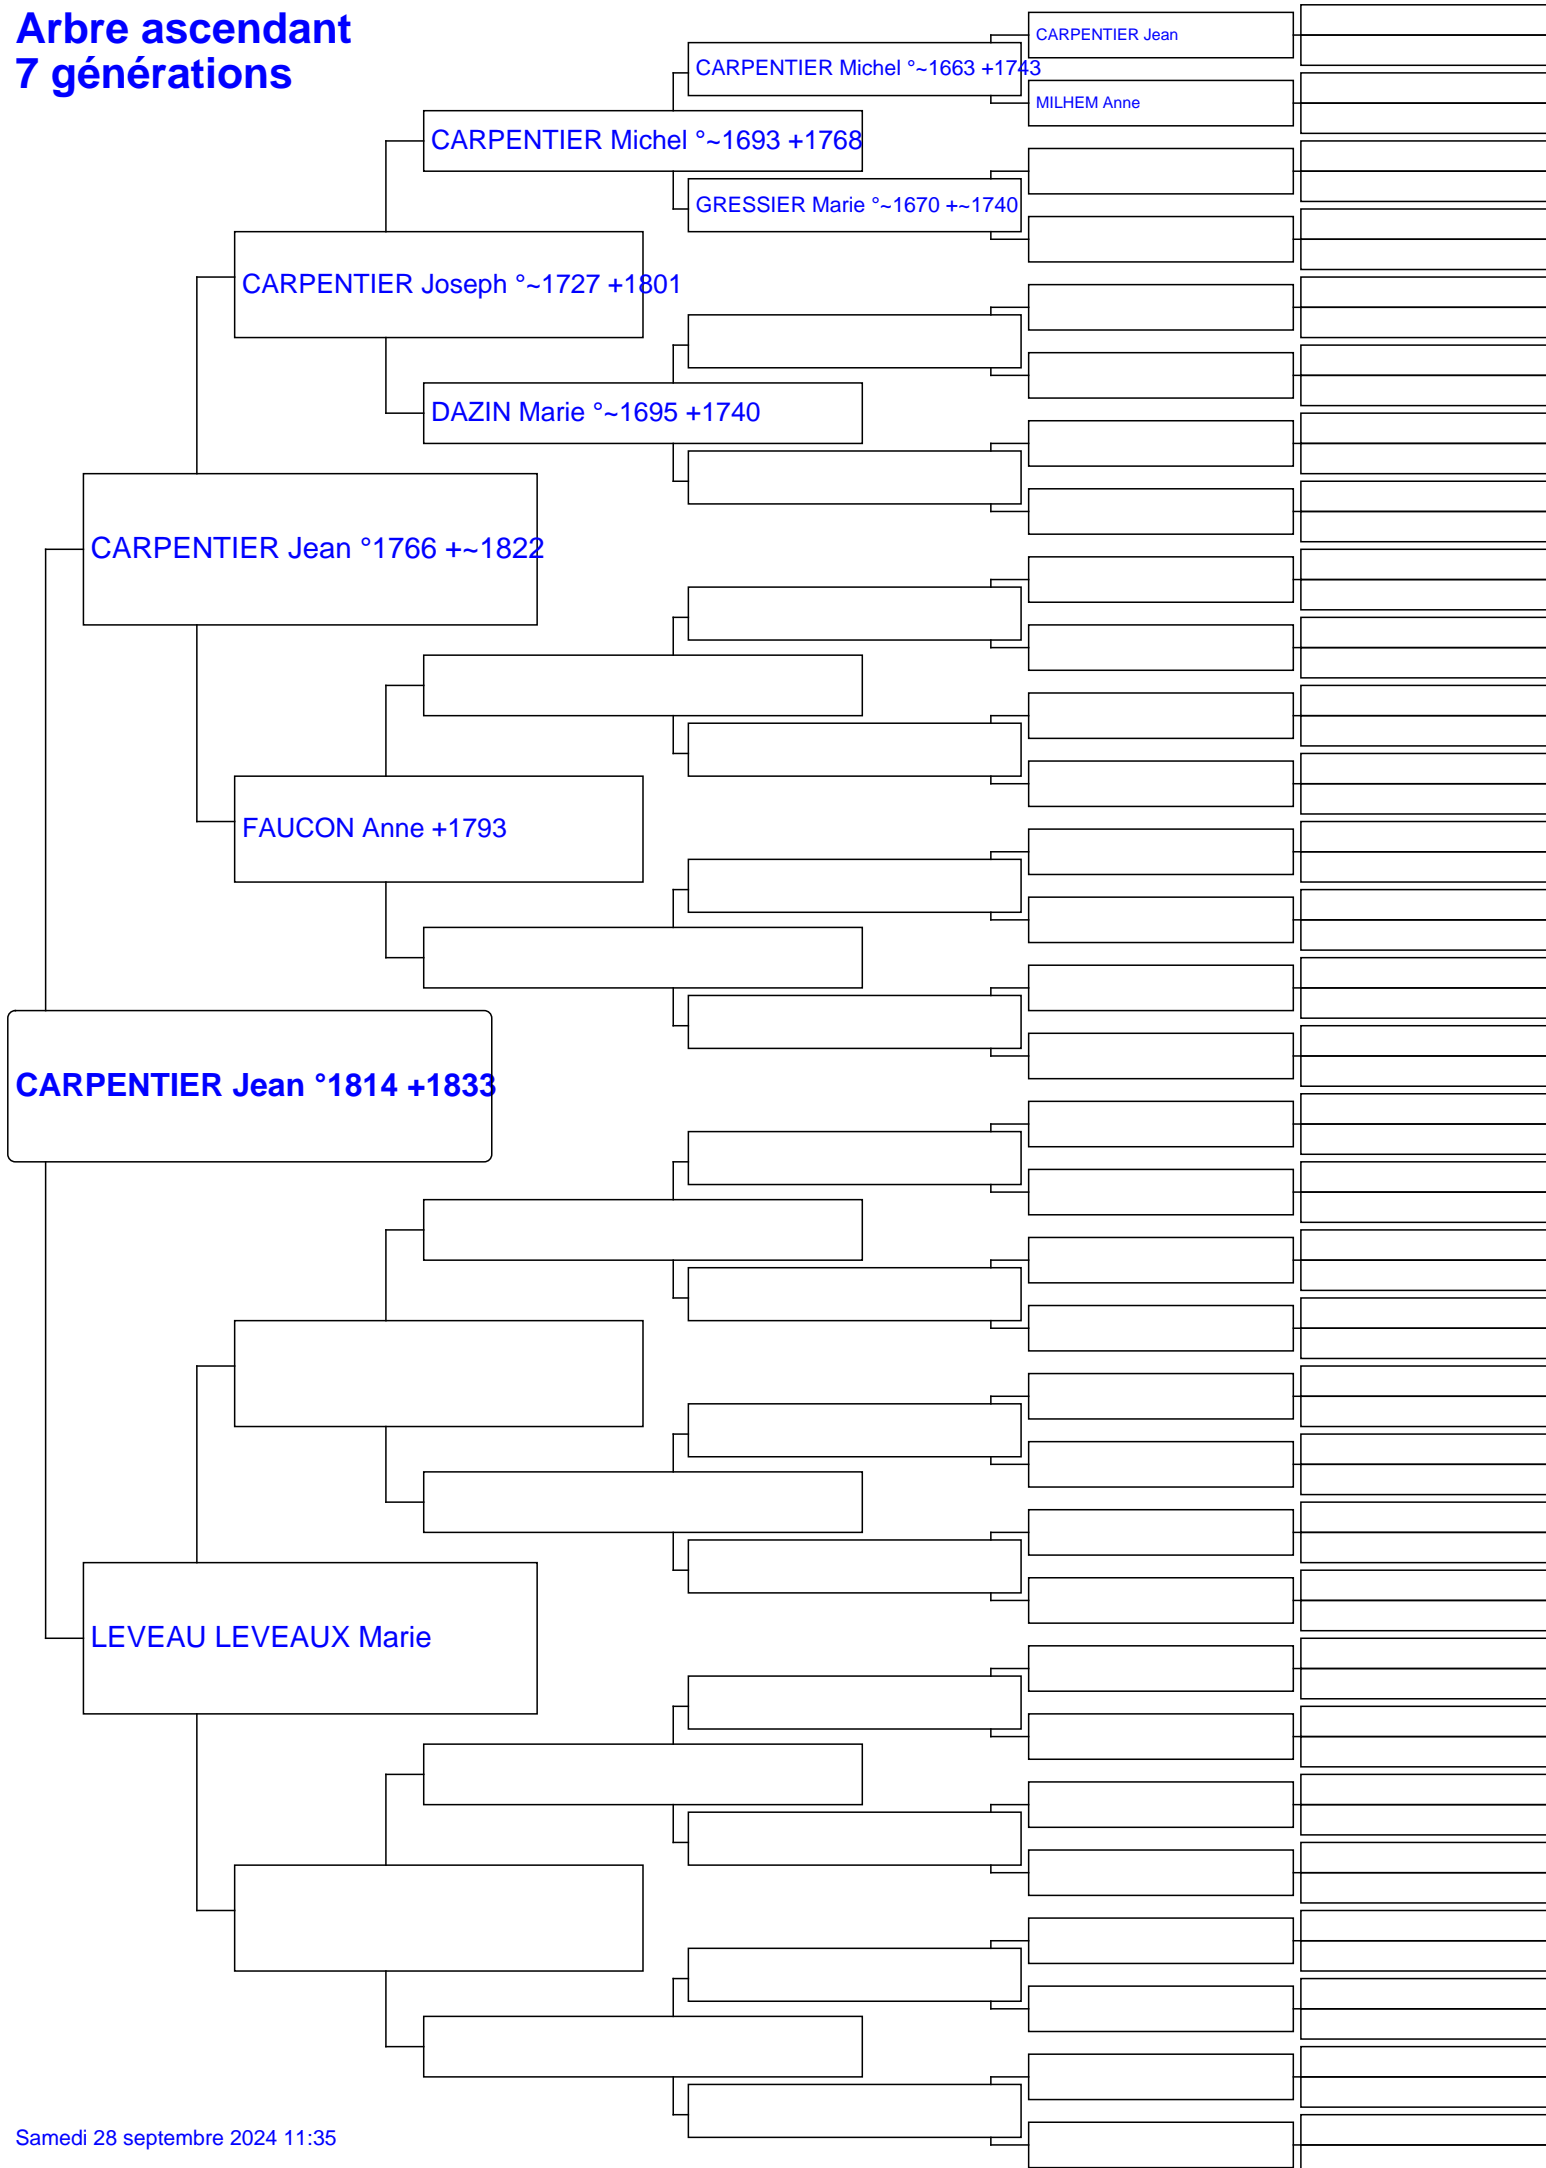 Arbre ascendant
7 générations
CARPENTIER Jean
CARPENTIER Michel °~1663 +1743
MILHEM Anne
CARPENTIER Michel °~1693 +1768
GRESSIER Marie °~1670 +~1740
CARPENTIER Joseph °~1727 +1801
DAZIN Marie °~1695 +1740
CARPENTIER Jean °1766 +~1822
FAUCON Anne +1793
CARPENTIER Jean °1814 +1833
LEVEAU LEVEAUX Marie
Samedi 28 septembre 2024 11:35